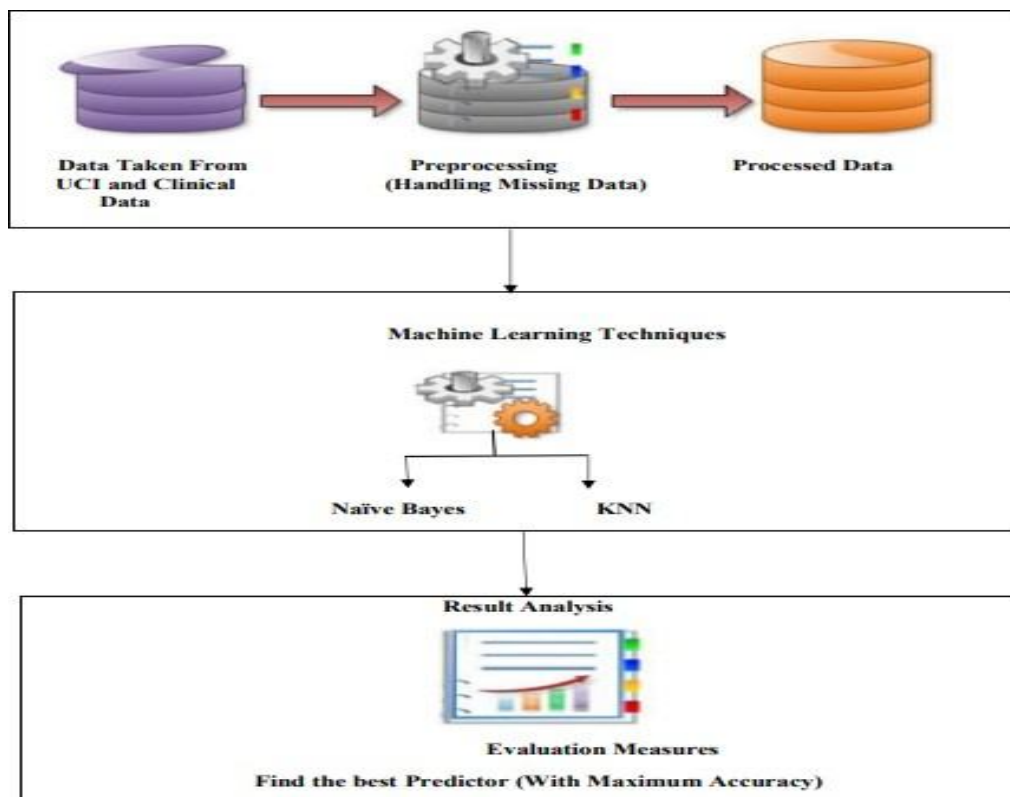 Data Taken From
UCI and Clinical
Data
Preprocessing
(Handling Missing Data)
Processed Data
Machine Learning Techniques
Naïve Bayes
KNN
Result Analysis
Evaluation Measures
Find the best Predictor (With Maximum Accuracy)